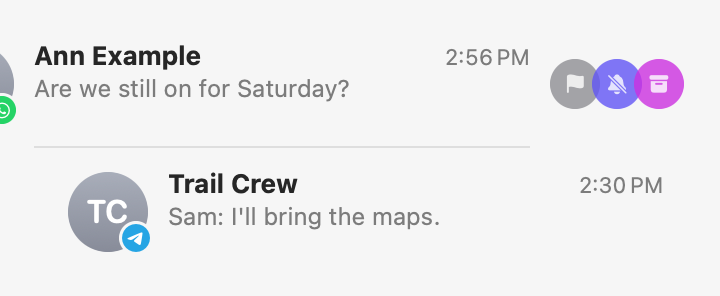 Ann Example
2:56 PM
Are we still on for Saturday?
TC
Trail Crew
2:30 PM
Sam: I'll bring the maps.